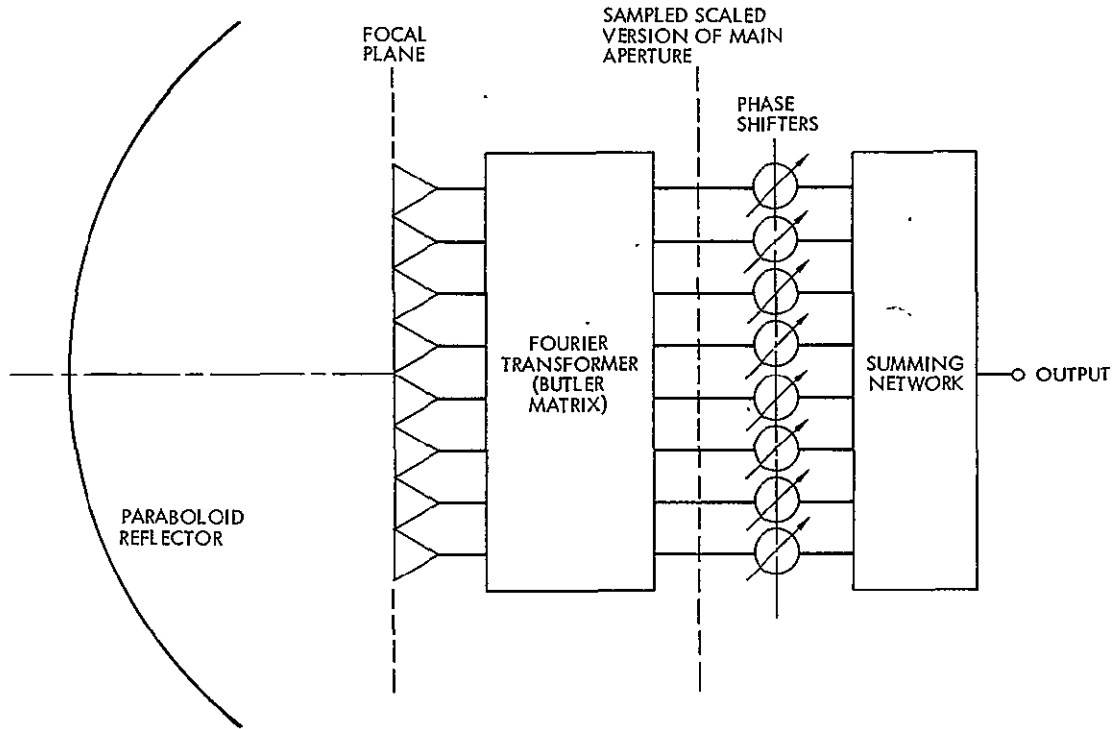 FOCAL
PLANE
SAMPLED SCALED
VERSION OF MAIN
APERTURE
PHASE
SHIFTERS
FOURIER
TRANSFORMER
(BUTLER
MATRIX)
SUMMING
NETWORK
OUTPUT
PARABOLOID
REFLECTOR